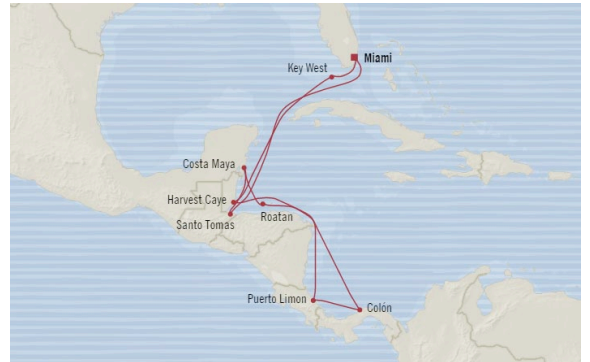 Miami
Key West
Costa Maya
Harvest Caye
Roatan
Santo Tomas
Puerto Limon
Colón